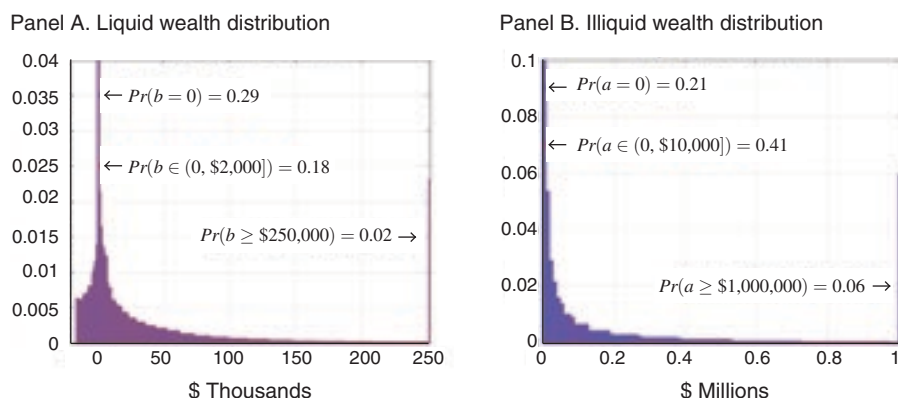 Panel A. Liquid wealth distribution
0.04
0.035
0.03
0.025
0.02
0.015
0.01
0.005
0
← Pr(b = 0) = 0.29
← Pr(b ∈ (0, $2,000]) = 0.18
Pr(b ≥ $250,000) = 0.02 →
0 50 100 150 200 250
$ Thousands
Panel B. Illiquid wealth distribution
0.1
0.08
0.06
0.04
0.02
0
← Pr(a = 0) = 0.21
← Pr(a ∈ (0, $10,000]) = 0.41
Pr(a ≥ $1,000,000) = 0.06 →
0 0.2 0.4 0.6 0.8 1
$ Millions